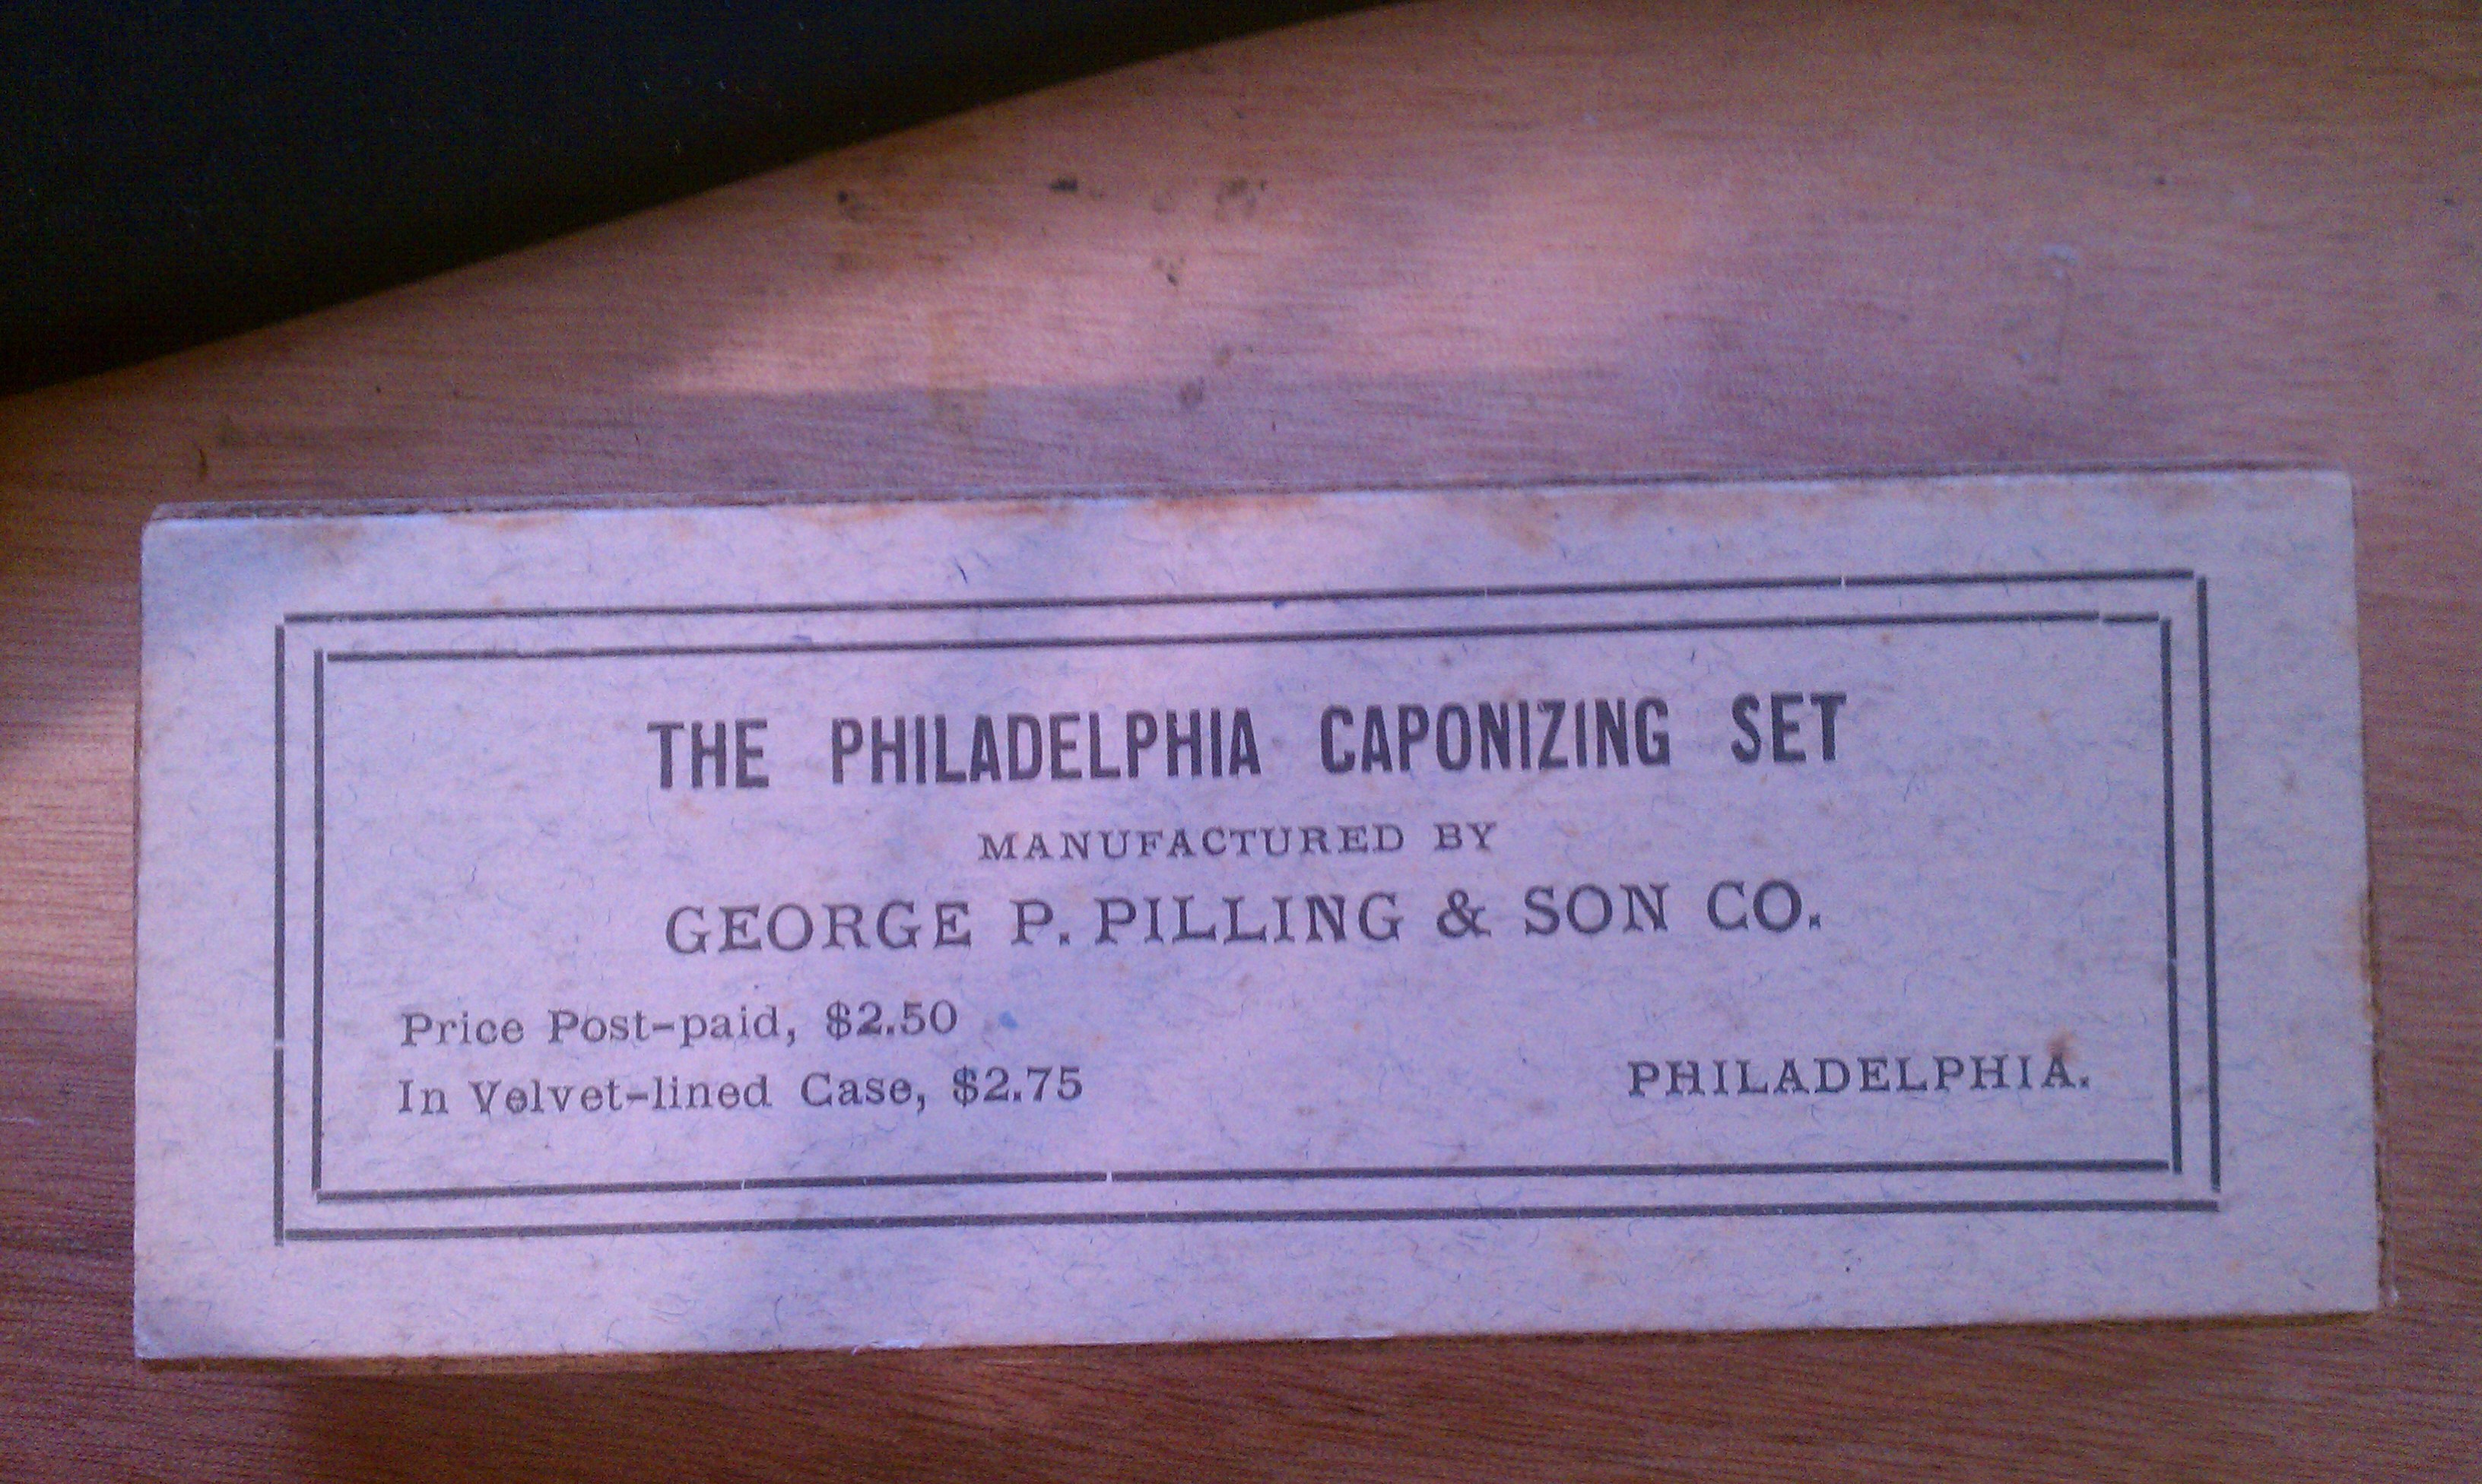 THE PHILADELPHIA CAPONIZING SET
MANUFACTURED BY
GEORGE P. PILLING & SON CO.
Price Post-paid, $2.50
In Velvet-lined Case, $2.75
PHILADELPHIA.